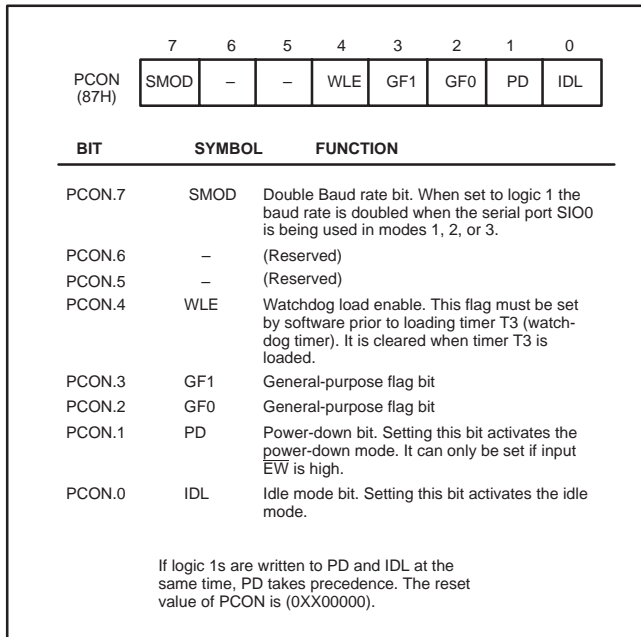 7 6 5 4 3 2 1 0
PCON SMOD – – WLE GF1 GF0 PD IDL
(87H)
BIT SYMBOL FUNCTION
PCON.7 SMOD Double Baud rate bit. When set to logic 1 the
baud rate is doubled when the serial port SIO0
is being used in modes 1, 2, or 3.
PCON.6 – (Reserved)
PCON.5 – (Reserved)
PCON.4 WLE Watchdog load enable. This flag must be set
by software prior to loading timer T3 (watch-
dog timer). It is cleared when timer T3 is
loaded.
PCON.3 GF1 General-purpose flag bit
PCON.2 GF0 General-purpose flag bit
PCON.1 PD Power-down bit. Setting this bit activates the
power-down mode. It can only be set if input
E̅W̅ is high.
PCON.0 IDL Idle mode bit. Setting this bit activates the idle
mode.
If logic 1s are written to PD and IDL at the
same time, PD takes precedence. The reset
value of PCON is (0XX00000).